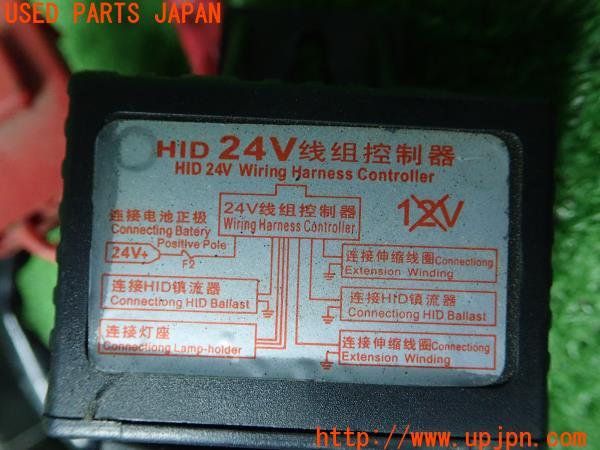 USED PARTS JAPAN
HID 24V线组控制器
HID 24V Wiring Harness Controller
连接电池正极
Connecting Batery
Positive Pole
24V+
F2
24V线组控制器
Wiring Harness Controller
12V
连接伸缩线圈Connectiong
Extension Winding
连接HID镇流器
Connectiong HID Ballast
连接HID镇流器
Connectiong HID Ballast
连接灯座
Connectiong Lamp-holder
连接伸缩线圈Connectiong
Extension Winding
http://www.upjpn.com/